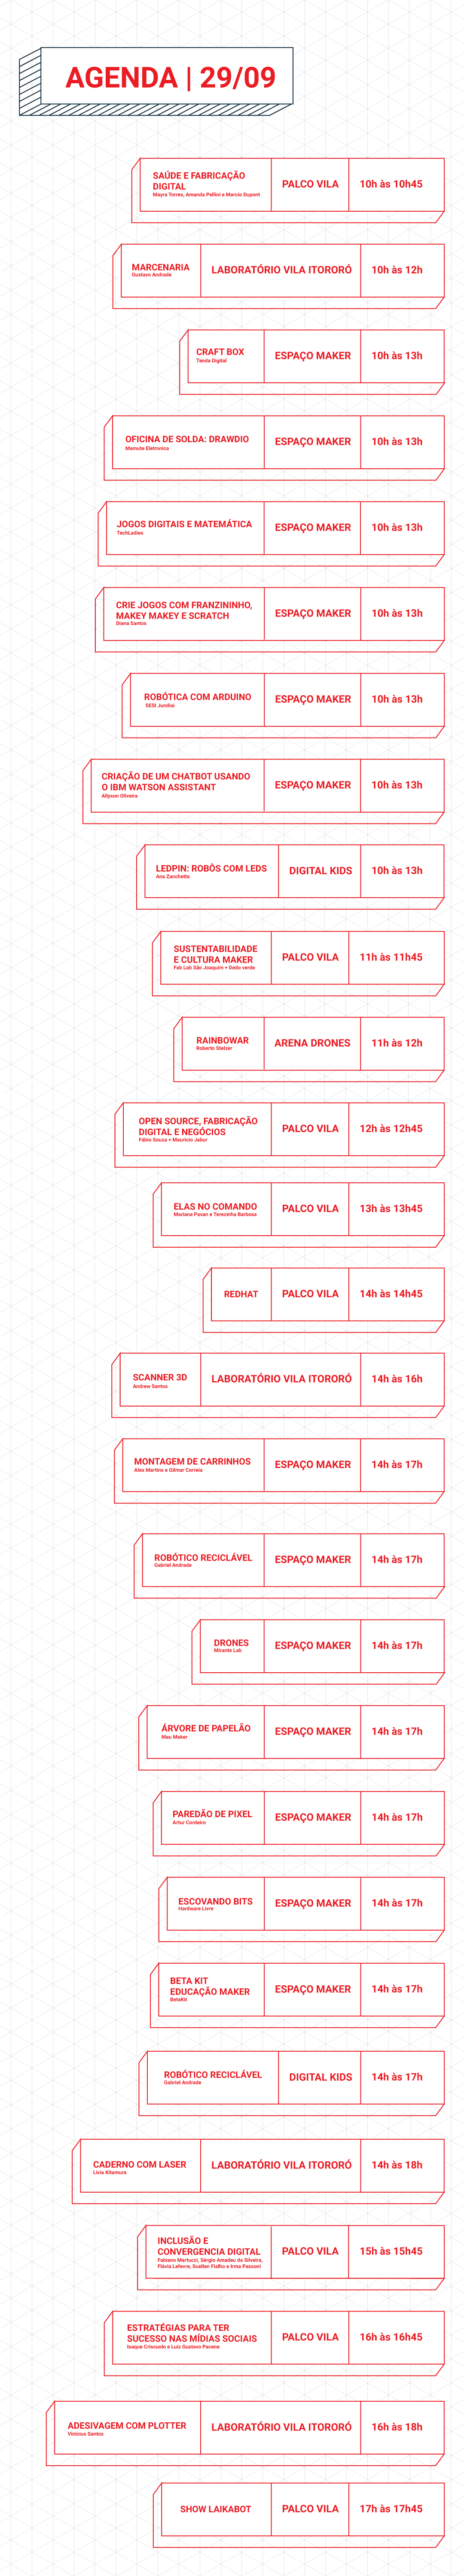 AGENDA | 29/09
SAÚDE E FABRICAÇÃO
DIGITAL
Mayra Torres, Amanda Pellini e Marcio Dupont
PALCO VILA
10h às 10h45
MARCENARIA
Gustavo Andrade
LABORATÓRIO VILA ITORORÓ
10h às 12h
CRAFT BOX
Tenda Digital
ESPAÇO MAKER
10h às 13h
OFICINA DE SOLDA: DRAWDIO
Mamute Eletronica
ESPAÇO MAKER
10h às 13h
JOGOS DIGITAIS E MATEMÁTICA
TechLadies
ESPAÇO MAKER
10h às 13h
CRIE JOGOS COM FRANZININHO,
MAKEY MAKEY E SCRATCH
Diana Santos
ESPAÇO MAKER
10h às 13h
ROBÓTICA COM ARDUINO
SESI Jundiai
ESPAÇO MAKER
10h às 13h
CRIAÇÃO DE UM CHATBOT USANDO
O IBM WATSON ASSISTANT
Allyson Oliveira
ESPAÇO MAKER
10h às 13h
LEDPIN: ROBÔS COM LEDS
Ana Zanchetta
DIGITAL KIDS
10h às 13h
SUSTENTABILIDADE
E CULTURA MAKER
Fab Lab São Joaquim + Dedo verde
PALCO VILA
11h às 11h45
RAINBOWAR
Roberto Stelzer
ARENA DRONES
11h às 12h
OPEN SOURCE, FABRICAÇÃO
DIGITAL E NEGÓCIOS
Fábio Souza + Mauricio Jabur
PALCO VILA
12h às 12h45
ELAS NO COMANDO
Mariana Pavan e Terezinha Barbosa
PALCO VILA
13h às 13h45
REDHAT
PALCO VILA
14h às 14h45
SCANNER 3D
Andrew Santos
LABORATÓRIO VILA ITORORÓ
14h às 16h
MONTAGEM DE CARRINHOS
Alex Martins e Gilmar Correia
ESPAÇO MAKER
14h às 17h
ROBÓTICO RECICLÁVEL
Gabriel Andrade
ESPAÇO MAKER
14h às 17h
DRONES
Mirante Lab
ESPAÇO MAKER
14h às 17h
ÁRVORE DE PAPELÃO
Mau Maker
ESPAÇO MAKER
14h às 17h
PAREDÃO DE PIXEL
Artur Cordeiro
ESPAÇO MAKER
14h às 17h
ESCOVANDO BITS
Hardware Livre
ESPAÇO MAKER
14h às 17h
BETA KIT
EDUCAÇÃO MAKER
BetaKit
ESPAÇO MAKER
14h às 17h
ROBÓTICO RECICLÁVEL
Gabriel Andrade
DIGITAL KIDS
14h às 17h
CADERNO COM LASER
Lívia Kitamura
LABORATÓRIO VILA ITORORÓ
14h às 18h
INCLUSÃO E
CONVERGENCIA DIGITAL
Fabiano Martucci, Sérgio Amadeu da Silveira,
Flávia Lefevre, Suellen Fialho e Irma Passoni
PALCO VILA
15h às 15h45
ESTRATÉGIAS PARA TER
SUCESSO NAS MÍDIAS SOCIAIS
Isaque Criscuolo e Luiz Gustavo Pacena
PALCO VILA
16h às 16h45
ADESIVAGEM COM PLOTTER
Vinicius Santos
LABORATÓRIO VILA ITORORÓ
16h às 18h
SHOW LAIKABOT
PALCO VILA
17h às 17h45